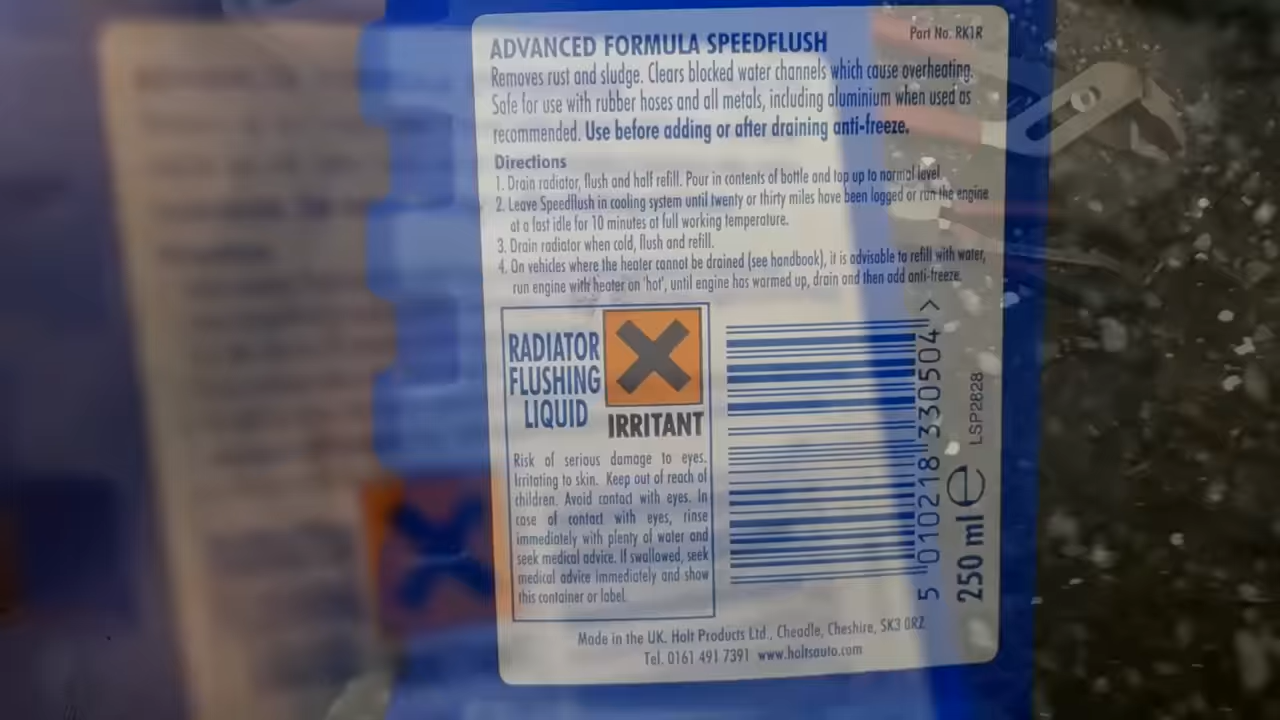 ADVANCED FORMULA SPEEDFLUSH
Part No. RK1R
Removes rust and sludge. Clears blocked water channels which cause overheating.
Safe for use with rubber hoses and all metals, including aluminium when used as
recommended. Use before adding or after draining anti-freeze.
Directions
1. Drain radiator, flush and half refill. Pour in contents of bottle and top up to normal level.
2. Leave Speedflush in cooling system until twenty or thirty miles have been logged or run the engine
at a fast idle for 10 minutes at full working temperature.
3. Drain radiator when cold, flush and refill.
4. On vehicles where the heater cannot be drained (see handbook), it is advisable to refill with water,
run engine with heater on 'hot', until engine has warmed up, drain and then add anti-freeze.
RADIATOR
FLUSHING
LIQUID
IRRITANT
Risk of serious damage to eyes.
Irritating to skin. Keep out of reach of
children. Avoid contact with eyes. In
case of contact with eyes, rinse
immediately with plenty of water and
seek medical advice. If swallowed, seek
medical advice immediately and show
this container or label.
5 010218 330504 >
250 ml e
LSP2828
Made in the UK. Holt Products Ltd., Cheadle, Cheshire, SK3 0RZ
Tel. 0161 491 7391 www.holtsauto.com